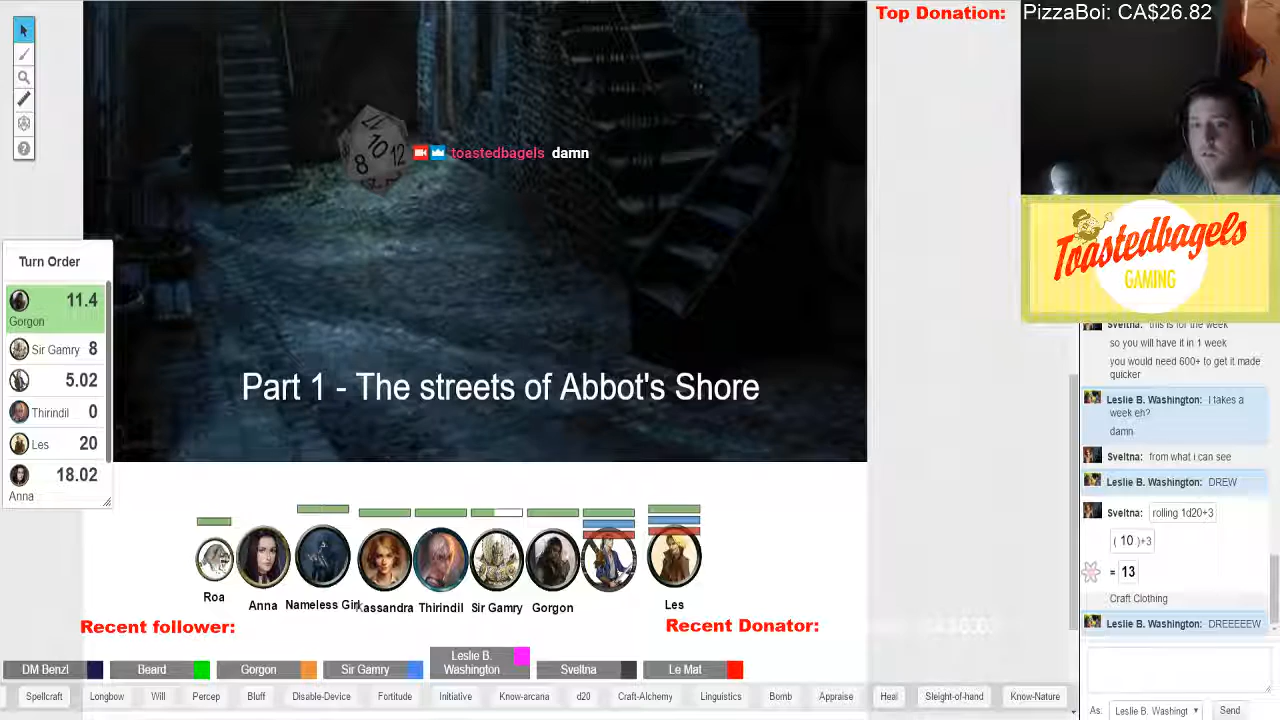 Top Donation: PizzaBoi: CA$26.82
11
10
8 12
toastedbagels damn
Toastedbagels
GAMING
Turn Order
11.4
Gorgon
Sir Gamry 8
5.02
Thirindil 0
Les 20
18.02
Anna
Part 1 - The streets of Abbot's Shore
Sveltna: this is for the week
so you will have it in 1 week
you would need 600+ to get it made
quicker
Leslie B. Washington: I takes a
week eh?
damn
Sveltna: from what i can see
Leslie B. Washington: DREW
Sveltna: rolling 1d20+3
( 10 )+3
= 13
Craft Clothing
Leslie B. Washington: DREEEEEW
Roa
Anna
Nameless Girl
Kassandra
Thirindil
Sir Gamry
Gorgon
Les
Recent follower:
Recent Donator:
DM Benzl
Beard
Gorgon
Sir Gamry
Leslie B.
Washington
Sveltna
Le Mat
Spellcraft
Longbow
Will
Percep
Bluff
Disable-Device
Fortitude
Initiative
Know-arcana
d20
Craft-Alchemy
Linguistics
Bomb
Appraise
Heal
Sleight-of-hand
Know-Nature
As: Leslie B. Washingt
Send